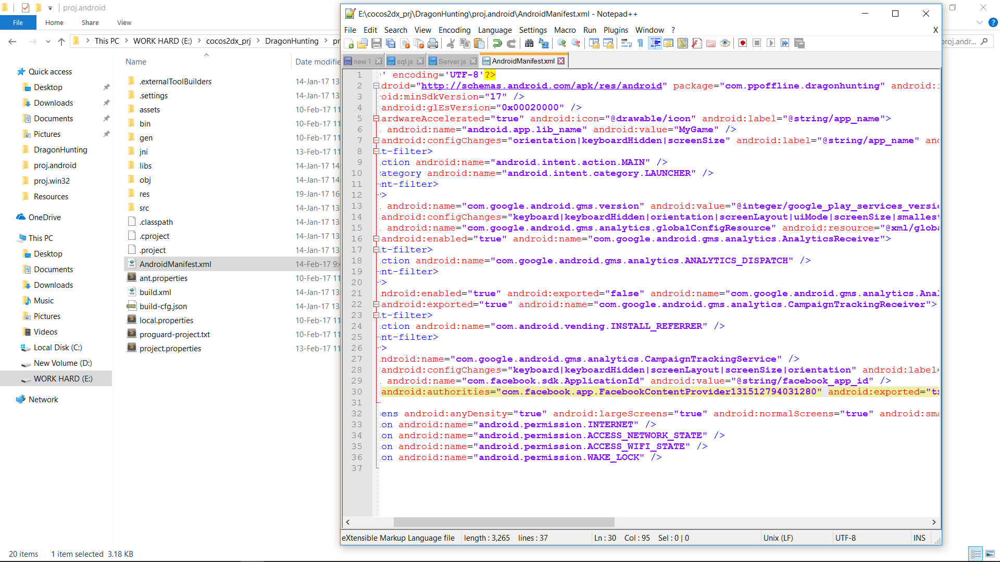 proj.android
File Home Share View
This PC WORK HARD (E:) cocos2dx_prj DragonHunting pr
proj.andr...
Name Date modifie
Quick access
Desktop
Downloads
Documents
Pictures
DragonHunting
proj.android
proj.win32
Resources
OneDrive
This PC
Desktop
Documents
Downloads
Music
Pictures
Videos
Local Disk (C:)
New Volume (D:)
WORK HARD (E:)
Network
.externalToolBuilders 14-Jan-17 13
.settings 14-Jan-17 13
assets 10-Feb-17 11
bin 10-Feb-17 11
gen 10-Feb-17 11
jni 13-Feb-17 11
libs 14-Jan-17 14
obj 14-Jan-17 14
res 19-Jan-17 16
src 14-Jan-17 13
.classpath 14-Jan-17 13
.cproject 14-Jan-17 13
.project 14-Jan-17 13
AndroidManifest.xml 14-Feb-17 9:4
ant.properties 10-Feb-17 11
build.xml 14-Jan-17 13
build-cfg.json 14-Jan-17 13
local.properties 10-Feb-17 11
proguard-project.txt 10-Feb-17 11
project.properties 13-Feb-17 11
20 items 1 item selected 3.18 KB
E:\cocos2dx_prj\DragonHunting\proj.android\AndroidManifest.xml - Notepad++
File Edit Search View Encoding Language Settings Macro Run Plugins Window ? X
new 1 sql.js Server.js AndroidManifest.xml
1 ' encoding='UTF-8'?>
2 ndroid="http://schemas.android.com/apk/res/android" package="com.ppoffline.dragonhunting" android:i
3 roid:minSdkVersion="17" />
4 android:glEsVersion="0x00020000" />
5 ardwareAccelerated="true" android:icon="@drawable/icon" android:label="@string/app_name">
6 android:name="android.app.lib_name" android:value="MyGame" />
7 android:configChanges="orientation|keyboardHidden|screenSize" android:label="@string/app_name" and
8 t-filter>
9 ction android:name="android.intent.action.MAIN" />
10 category android:name="android.intent.category.LAUNCHER" />
11 nt-filter>
12 >
13 android:name="com.google.android.gms.version" android:value="@integer/google_play_services_versio
14 android:configChanges="keyboard|keyboardHidden|orientation|screenLayout|uiMode|screenSize|smallest
15 android:name="com.google.android.gms.analytics.globalConfigResource" android:resource="@xml/globa
16 android:enabled="true" android:name="com.google.android.gms.analytics.AnalyticsReceiver">
17 t-filter>
18 ction android:name="com.google.android.gms.analytics.ANALYTICS_DISPATCH" />
19 nt-filter>
20 >
21 ndroid:enabled="true" android:exported="false" android:name="com.google.android.gms.analytics.Anal
22 android:exported="true" android:name="com.google.android.gms.analytics.CampaignTrackingReceiver">
23 t-filter>
24 ction android:name="com.android.vending.INSTALL_REFERRER" />
25 nt-filter>
26 >
27 ndroid:name="com.google.android.gms.analytics.CampaignTrackingService" />
28 android:configChanges="keyboard|keyboardHidden|screenLayout|screenSize|orientation" android:label=
29 android:name="com.facebook.sdk.ApplicationId" android:value="@string/facebook_app_id" />
30 android:authorities="com.facebook.app.FacebookContentProvider131512794031280" android:exported="tr
31
32 ens android:anyDensity="true" android:largeScreens="true" android:normalScreens="true" android:sma
33 on android:name="android.permission.INTERNET" />
34 on android:name="android.permission.ACCESS_NETWORK_STATE" />
35 on android:name="android.permission.ACCESS_WIFI_STATE" />
36 on android:name="android.permission.WAKE_LOCK" />
37
eXtensible Markup Language file length : 3,265 lines : 37 Ln : 30 Col : 95 Sel : 0 | 0 Unix (LF) UTF-8 INS